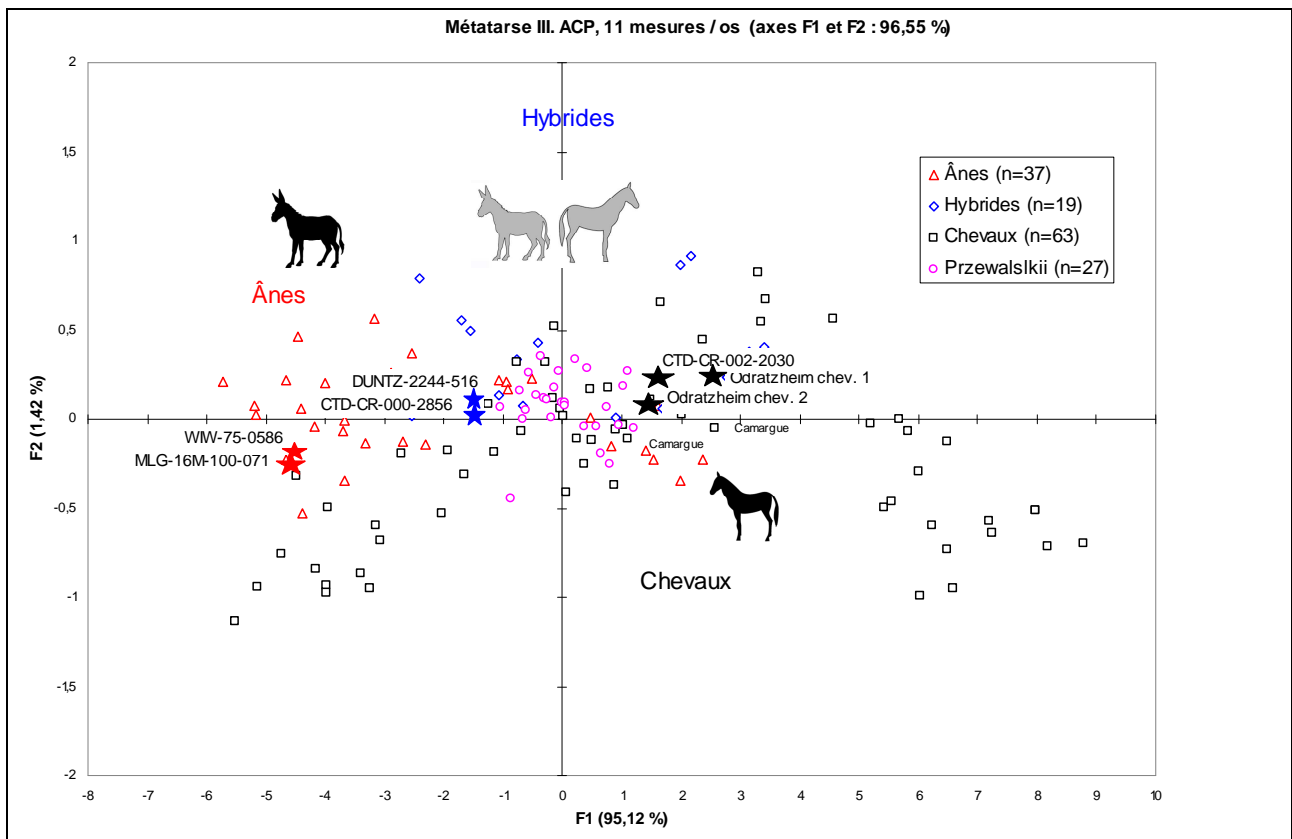 Métatarse III. ACP, 11 mesures / os  (axes F1 et F2 : 96,55 %)
2
1,5
1
0,5
0
-0,5
-1
-1,5
-2
F2 (1,42 %)
Hybrides
Ânes (n=37)
Hybrides (n=19)
Chevaux (n=63)
Przewalslkii (n=27)
Ânes
CTD-CR-002-2030
DUNTZ-2244-516
Odratzheim chev. 1
CTD-CR-000-2856
Odratzheim chev. 2
WIW-75-0586
Camargue
Camargue
MLG-16M-100-071
Chevaux
-8 -7 -6 -5 -4 -3 -2 -1 0 1 2 3 4 5 6 7 8 9 10
F1 (95,12 %)